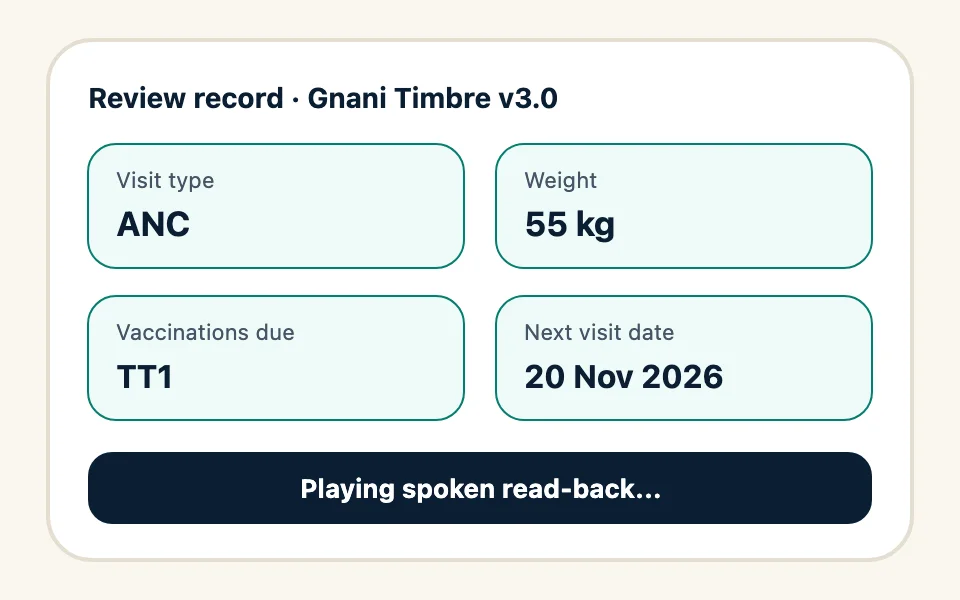 Review record · Gnani Timbre v3.0
Visit type
ANC
Weight
55 kg
Vaccinations due
TT1
Next visit date
20 Nov 2026
Playing spoken read-back...